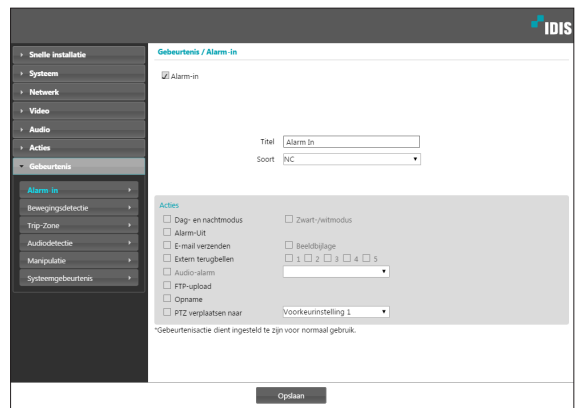 IDIS
Snelle installatie
Systeem
Netwerk
Video
Audio
Acties
Gebeurtenis
Alarm-in
Bewegingsdetectie
Trip-Zone
Audiodetectie
Manipulatie
Systeemgebeurtenis
Gebeurtenis / Alarm-in
Alarm-in
Titel Alarm In
Soort NC
Acties
Dag- en nachtmodus Zwart-/witmodus
Alarm-Uit
E-mail verzenden Beeldbijlage
Extern terugbellen 1 2 3 4 5
Audio-alarm
FTP-upload
Opname
PTZ verplaatsen naar Voorkeurinstelling 1
*Gebeurtenisactie dient ingesteld te zijn voor normaal gebruik.
Opslaan